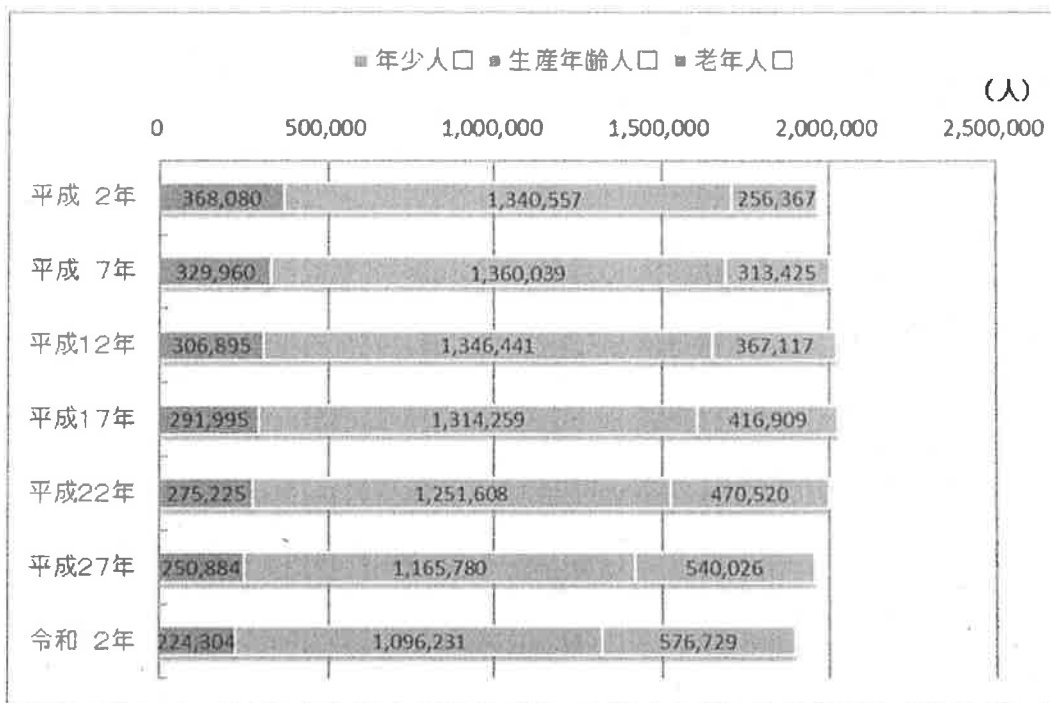 ■ 年少人口 ■ 生産年齢人口 ■ 老年人口
(人)
0 500,000 1,000,000 1,500,000 2,000,000 2,500,000
平成 2年 368,080 1,340,557 256,367
平成 7年 329,960 1,360,039 313,425
平成12年 306,895 1,346,441 367,117
平成17年 291,995 1,314,259 416,909
平成22年 275,225 1,251,608 470,520
平成27年 250,884 1,165,780 540,026
令和 2年 224,304 1,096,231 576,729